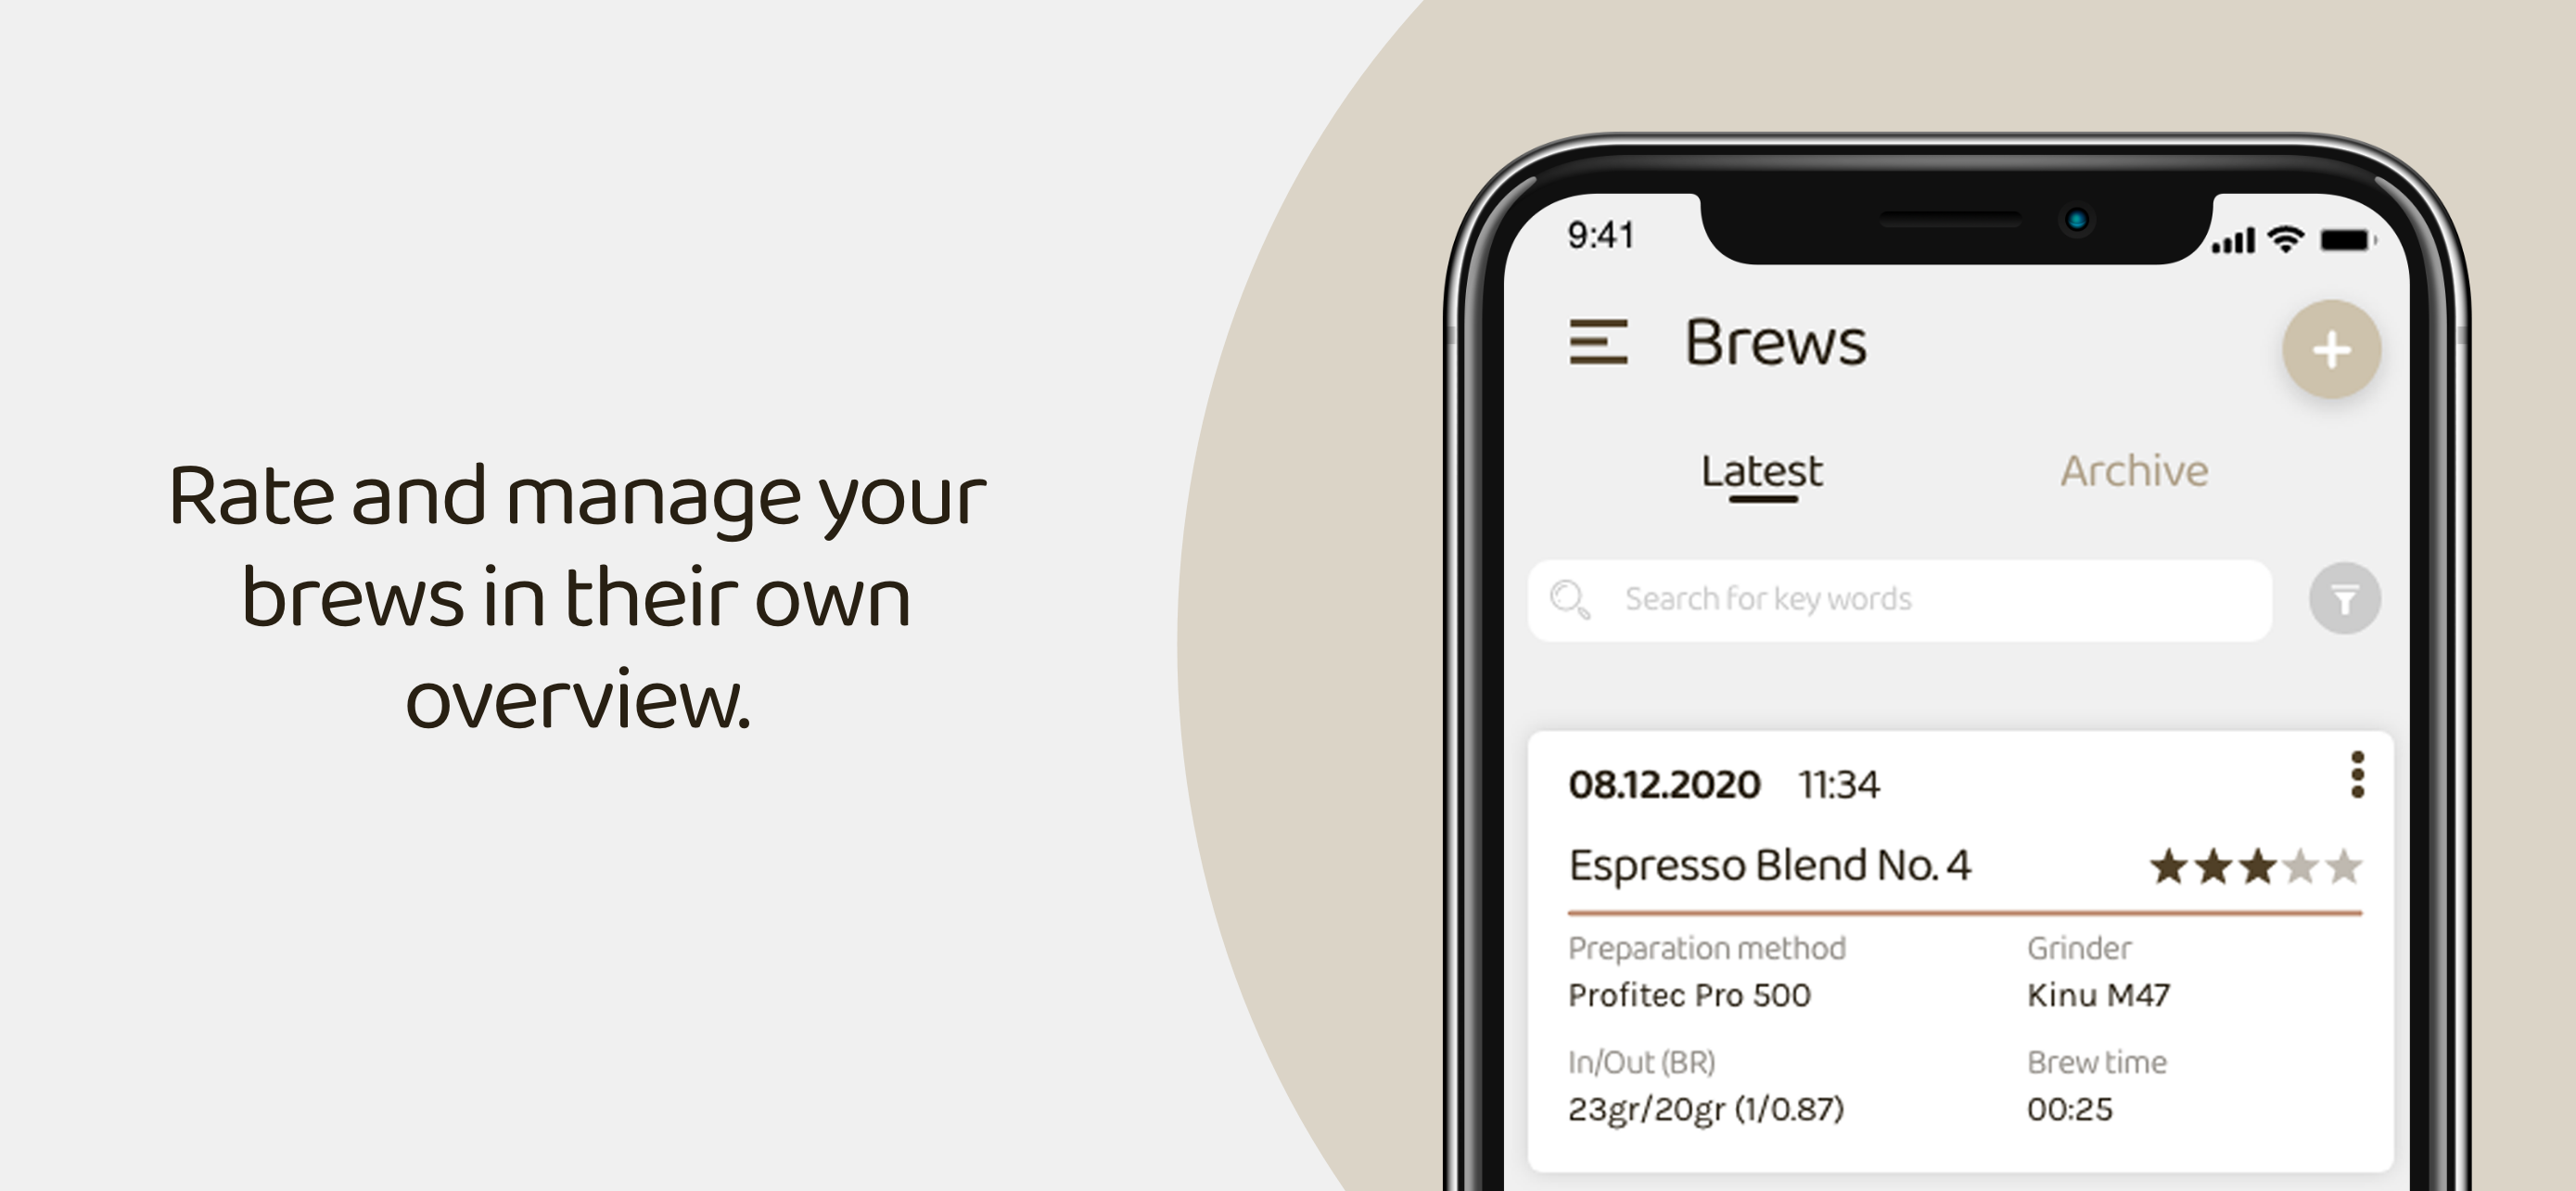 Rate and manage your
brews in their own
overview.
9:41
Brews
Latest Archive
Search for key words
08.12.2020 11:34
Espresso Blend No. 4
Preparation method Grinder
Profitec Pro 500 Kinu M47
In/Out (BR) Brew time
23gr/20gr (1/0.87) 00:25